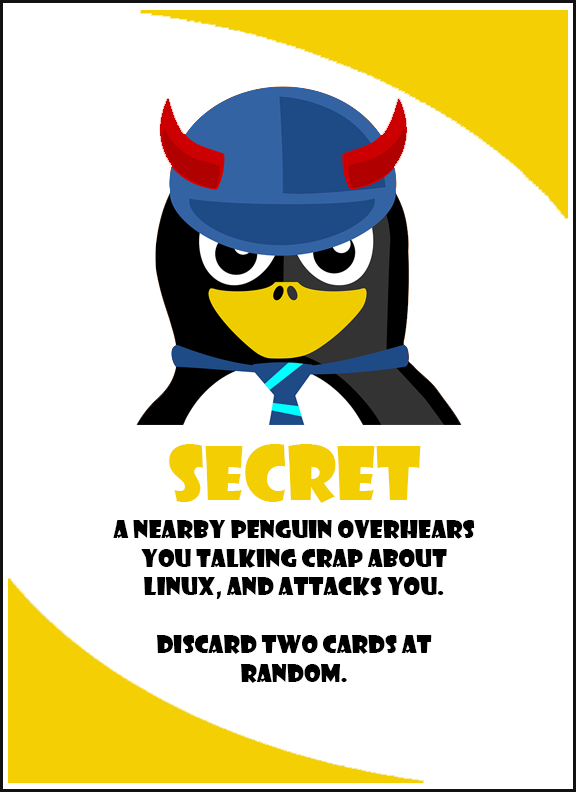 SECRET
A NEARBY PENGUIN OVERHEARS
YOU TALKING CRAP ABOUT
LINUX, AND ATTACKS YOU.
DISCARD TWO CARDS AT
RANDOM.